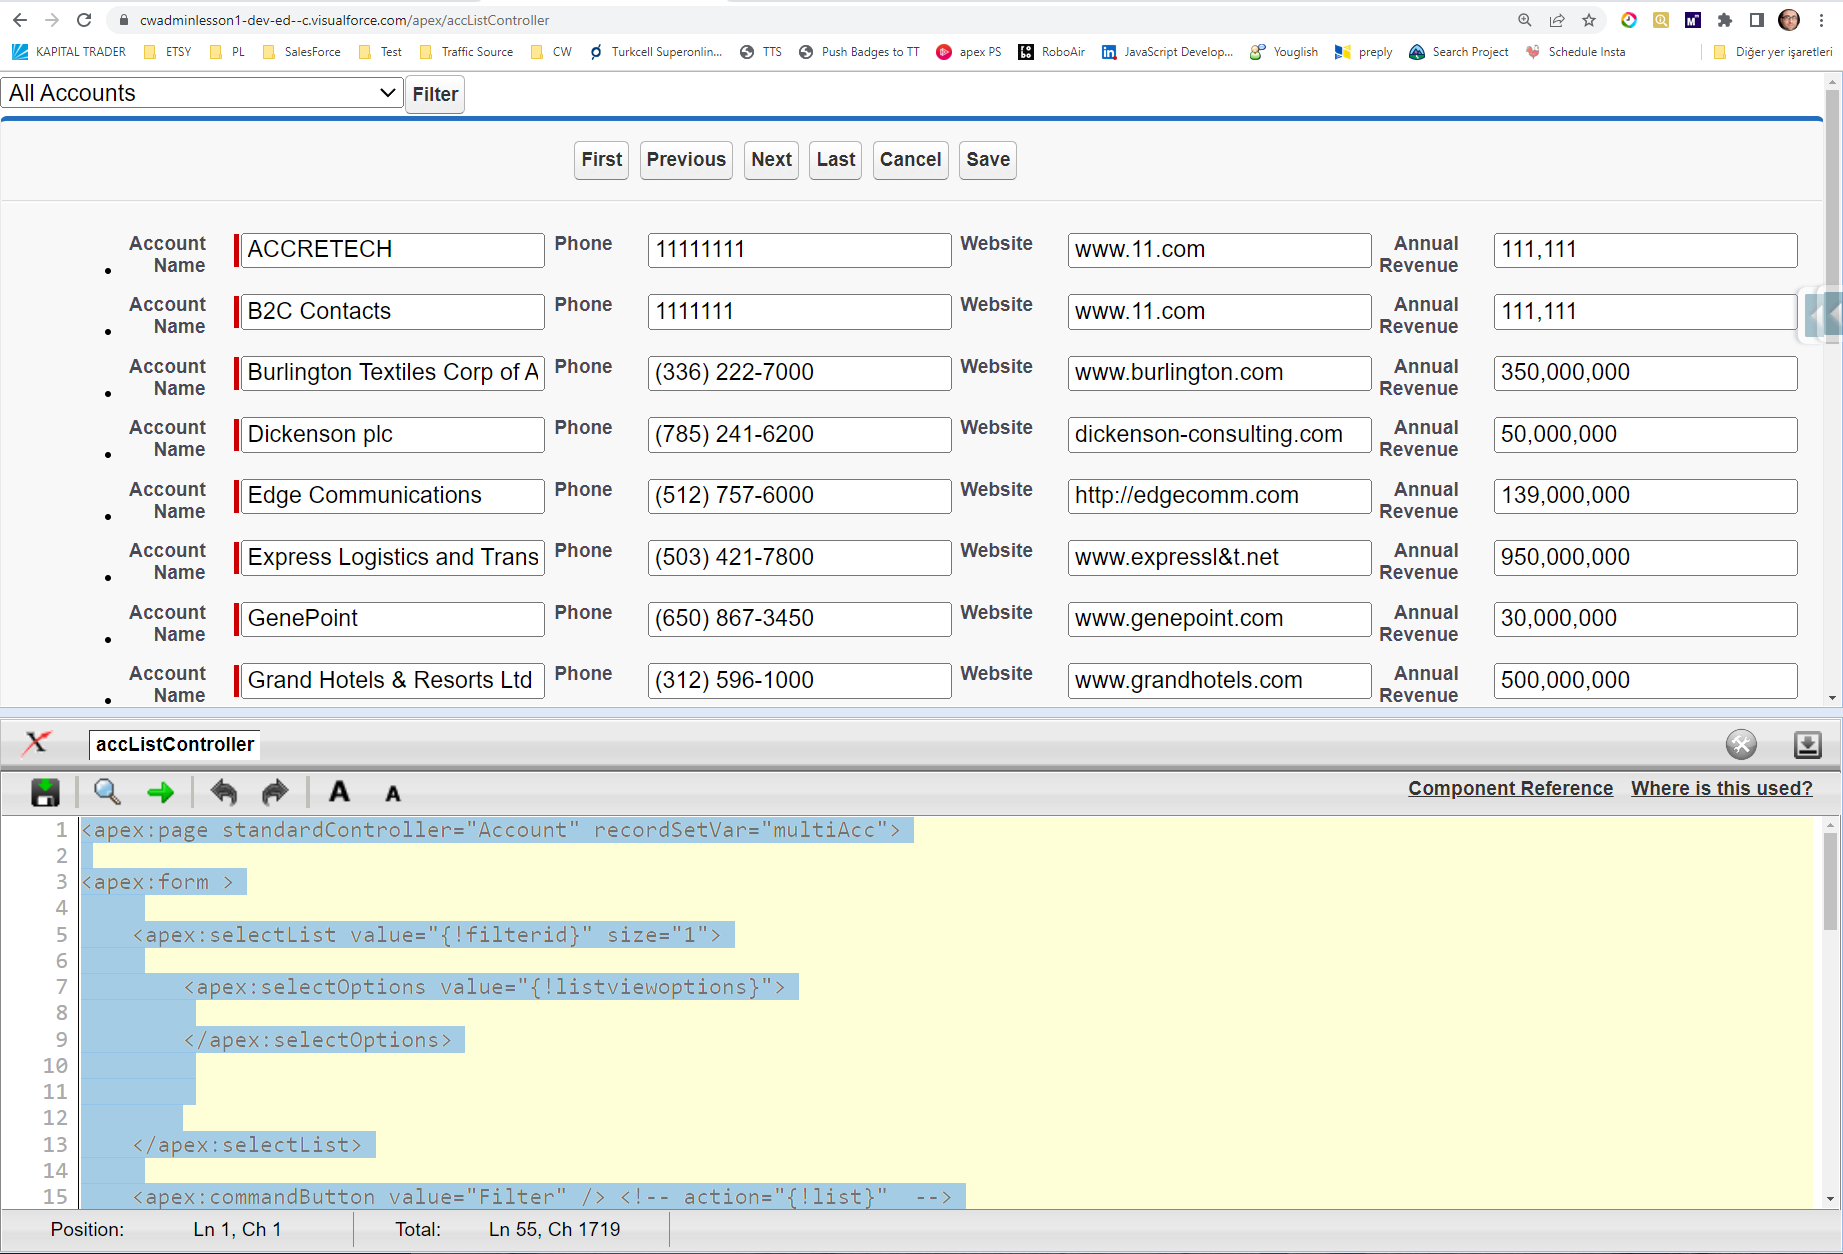 cwadminlesson1-dev-ed--c.visualforce.com/apex/accListController
KAPITAL TRADER ETSY PL SalesForce Test Traffic Source CW Turkcell Superonlin... TTS Push Badges to TT apex PS RoboAir JavaScript Develop... Youglish preply Search Project Schedule Insta Diğer yer işaretleri
All Accounts Filter
First Previous Next Last Cancel Save
Account Name ACCRETECH Phone 11111111 Website www.11.com Annual Revenue 111,111
Account Name B2C Contacts Phone 1111111 Website www.11.com Annual Revenue 111,111
Account Name Burlington Textiles Corp of A Phone (336) 222-7000 Website www.burlington.com Annual Revenue 350,000,000
Account Name Dickenson plc Phone (785) 241-6200 Website dickenson-consulting.com Annual Revenue 50,000,000
Account Name Edge Communications Phone (512) 757-6000 Website http://edgecomm.com Annual Revenue 139,000,000
Account Name Express Logistics and Trans Phone (503) 421-7800 Website www.expressl&t.net Annual Revenue 950,000,000
Account Name GenePoint Phone (650) 867-3450 Website www.genepoint.com Annual Revenue 30,000,000
Account Name Grand Hotels & Resorts Ltd Phone (312) 596-1000 Website www.grandhotels.com Annual Revenue 500,000,000
accListController
A A Component Reference Where is this used?
1 <apex:page standardController="Account" recordSetVar="multiAcc">
2
3 <apex:form >
4
5 <apex:selectList value="{!filterid}" size="1">
6
7 <apex:selectOptions value="{!listviewoptions}">
8
9 </apex:selectOptions>
10
11
12
13 </apex:selectList>
14
15 <apex:commandButton value="Filter" /> <!-- action="{!list}" -->
Position: Ln 1, Ch 1 Total: Ln 55, Ch 1719